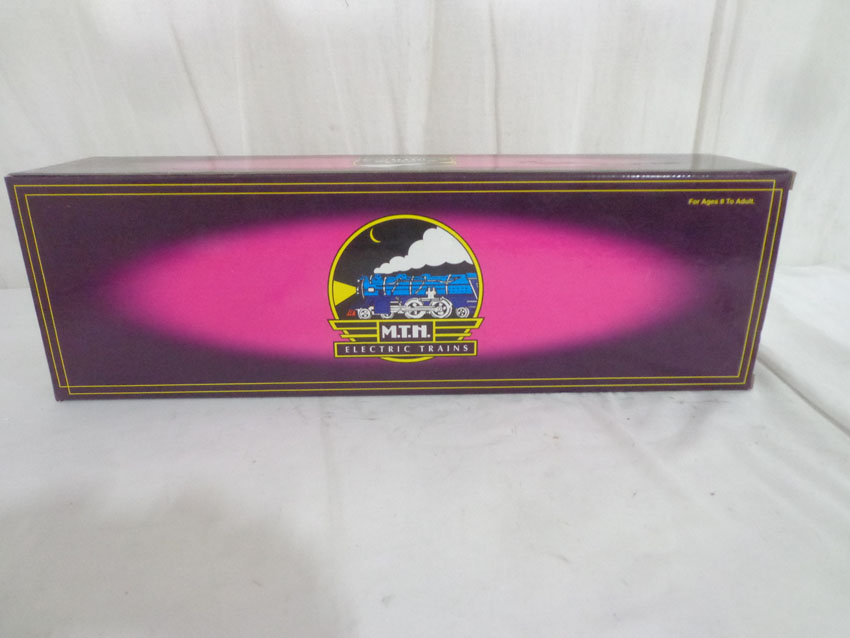 For Ages 8 To Adult.
M.T.H.
ELECTRIC TRAINS